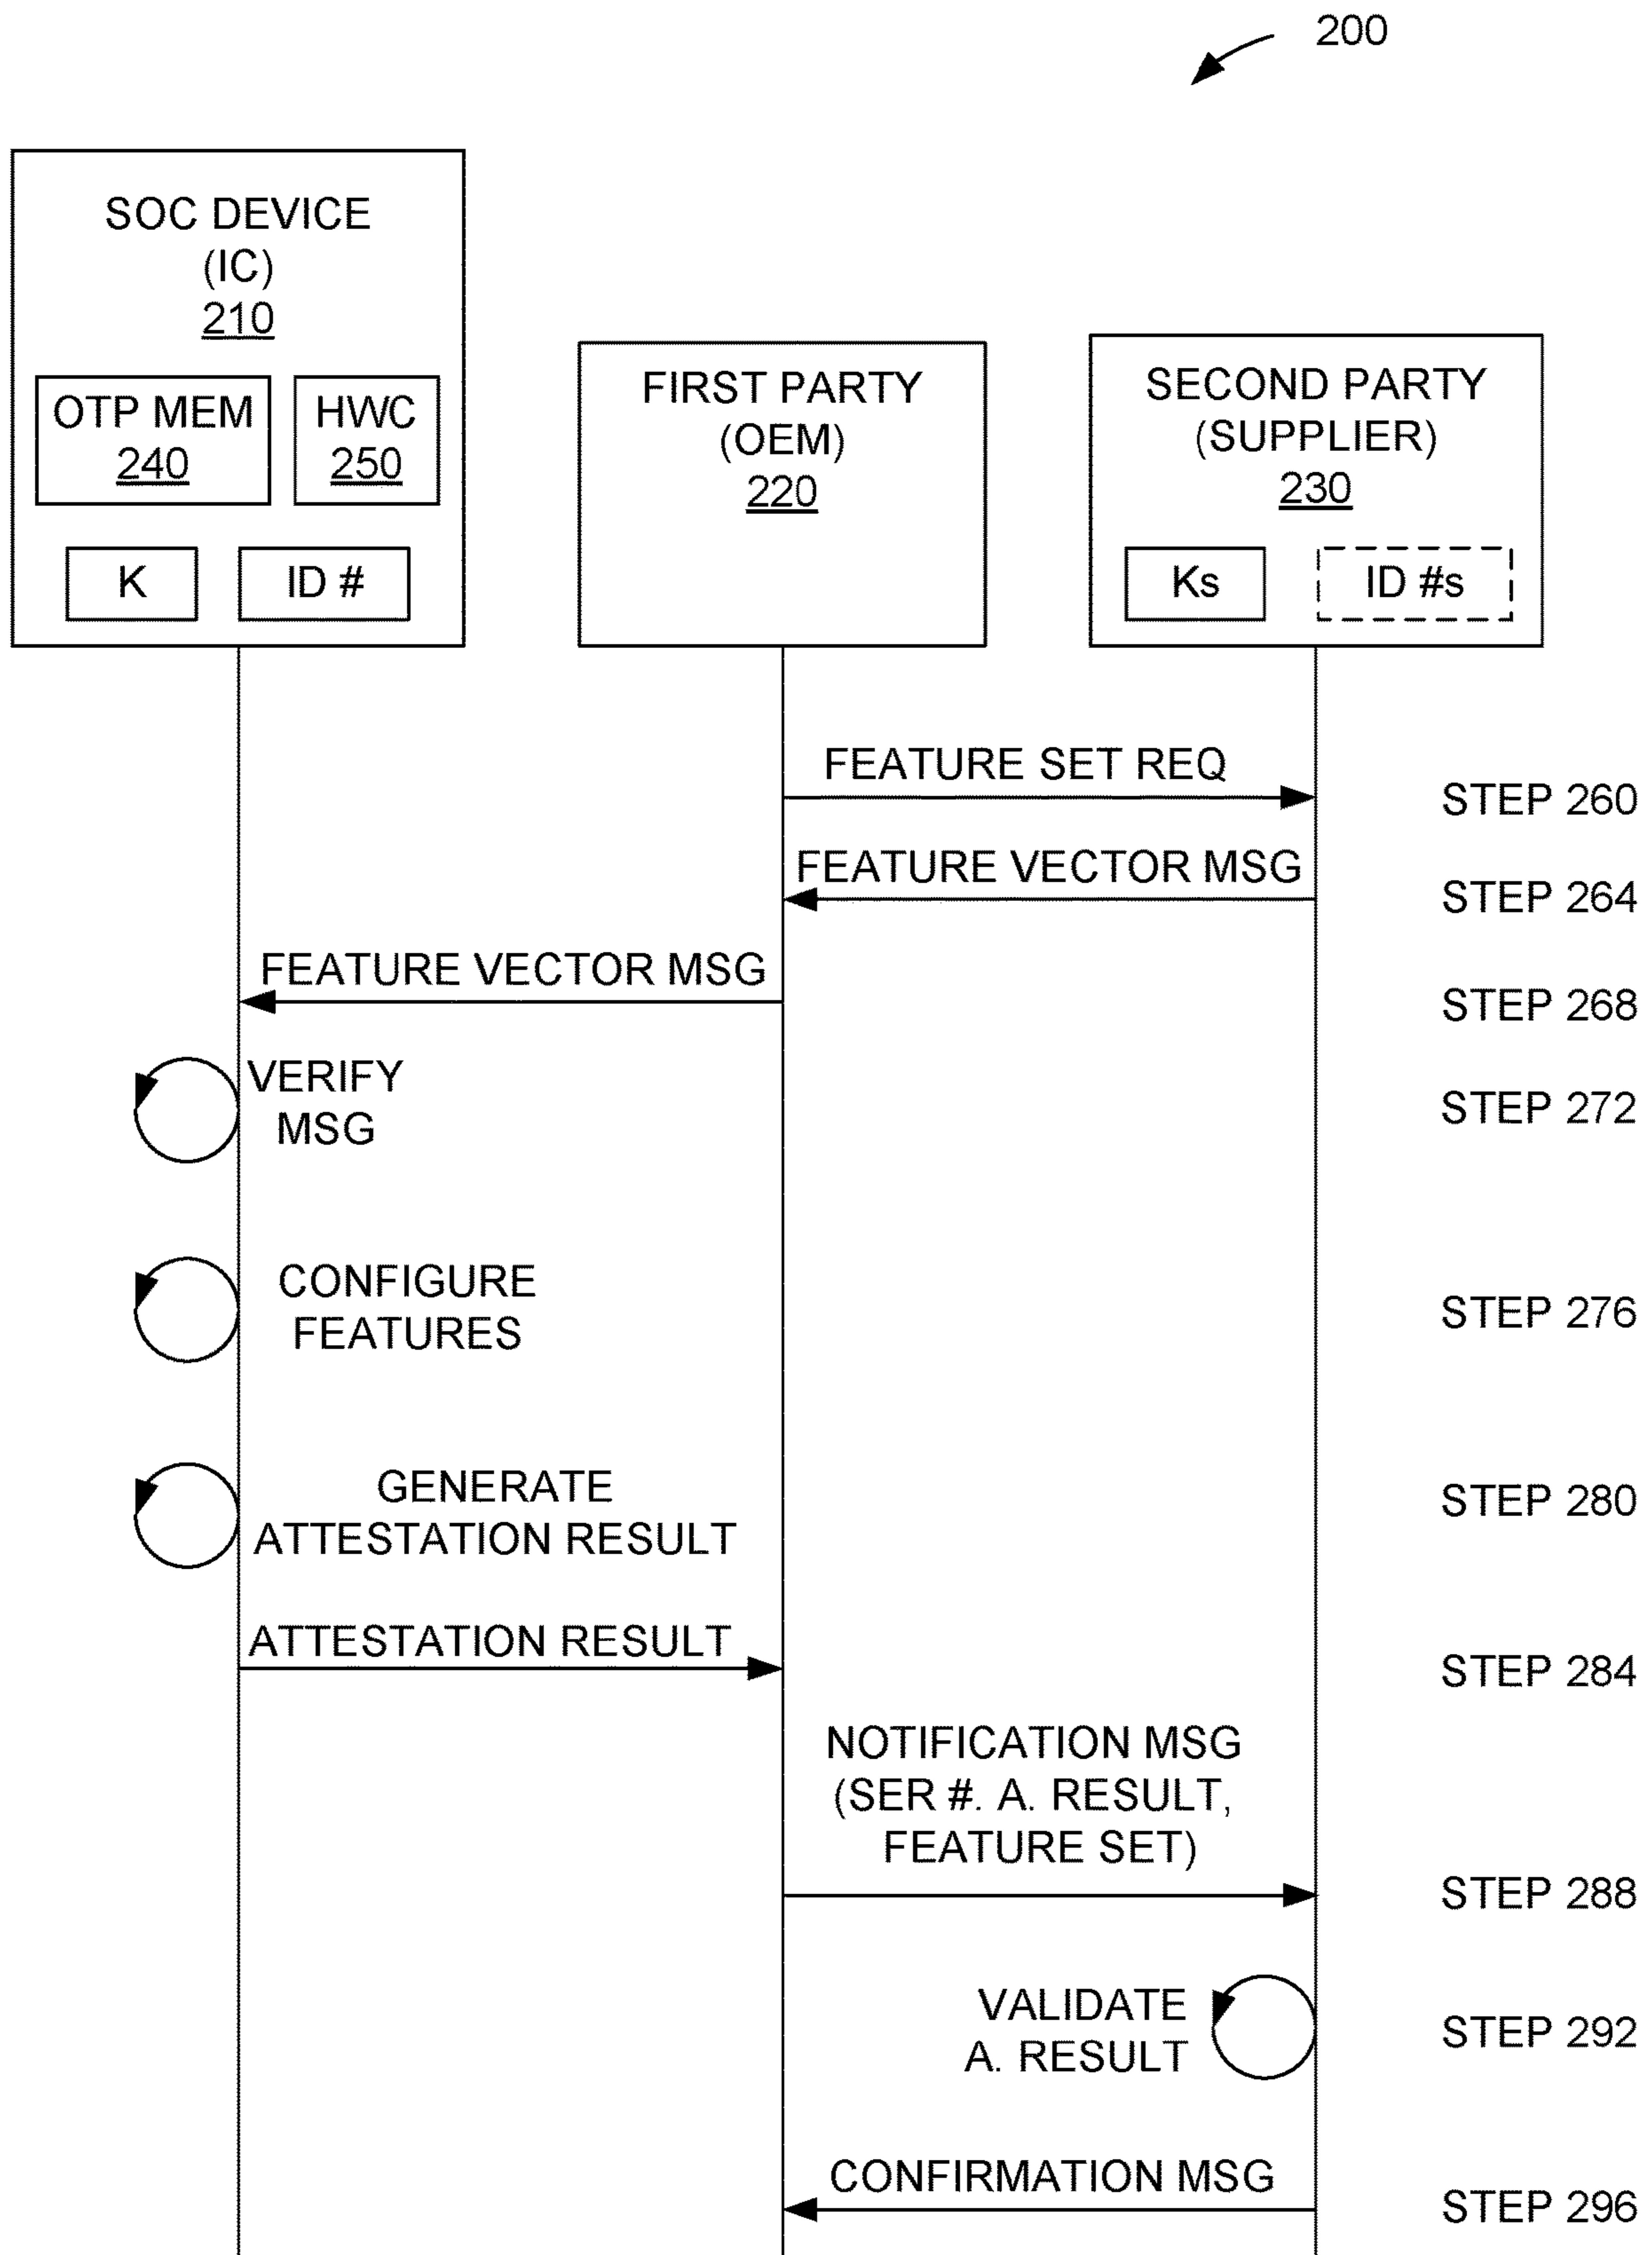 200
SOC DEVICE
(IC)
210
OTP MEM
240
HWC
250
K
ID #
FIRST PARTY
(OEM)
220
SECOND PARTY
(SUPPLIER)
230
Ks
ID #s
FEATURE SET REQ
STEP 260
FEATURE VECTOR MSG
STEP 264
FEATURE VECTOR MSG
STEP 268
VERIFY
MSG
STEP 272
CONFIGURE
FEATURES
STEP 276
GENERATE
ATTESTATION RESULT
STEP 280
ATTESTATION RESULT
STEP 284
NOTIFICATION MSG
(SER #. A. RESULT,
FEATURE SET)
STEP 288
VALIDATE
A. RESULT
STEP 292
CONFIRMATION MSG
STEP 296